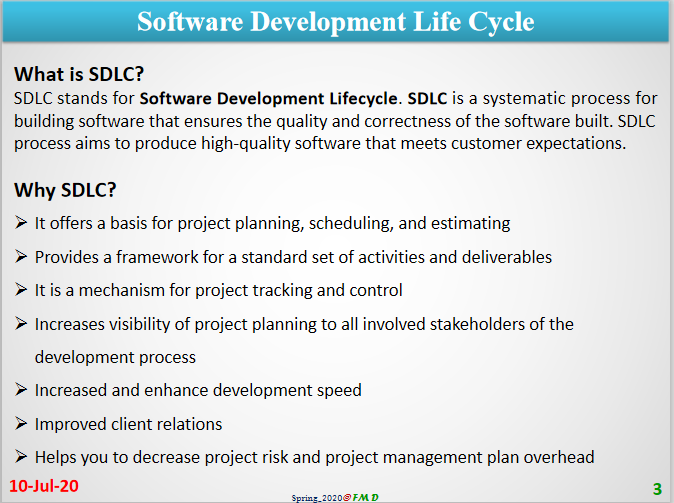 Software Development Life Cycle
What is SDLC?
SDLC stands for Software Development Lifecycle. SDLC is a systematic process for
building software that ensures the quality and correctness of the software built. SDLC
process aims to produce high-quality software that meets customer expectations.
Why SDLC?
➢ It offers a basis for project planning, scheduling, and estimating
➢ Provides a framework for a standard set of activities and deliverables
➢ It is a mechanism for project tracking and control
➢ Increases visibility of project planning to all involved stakeholders of the
development process
➢ Increased and enhance development speed
➢ Improved client relations
➢ Helps you to decrease project risk and project management plan overhead
10-Jul-20
Spring_2020@FMD
3